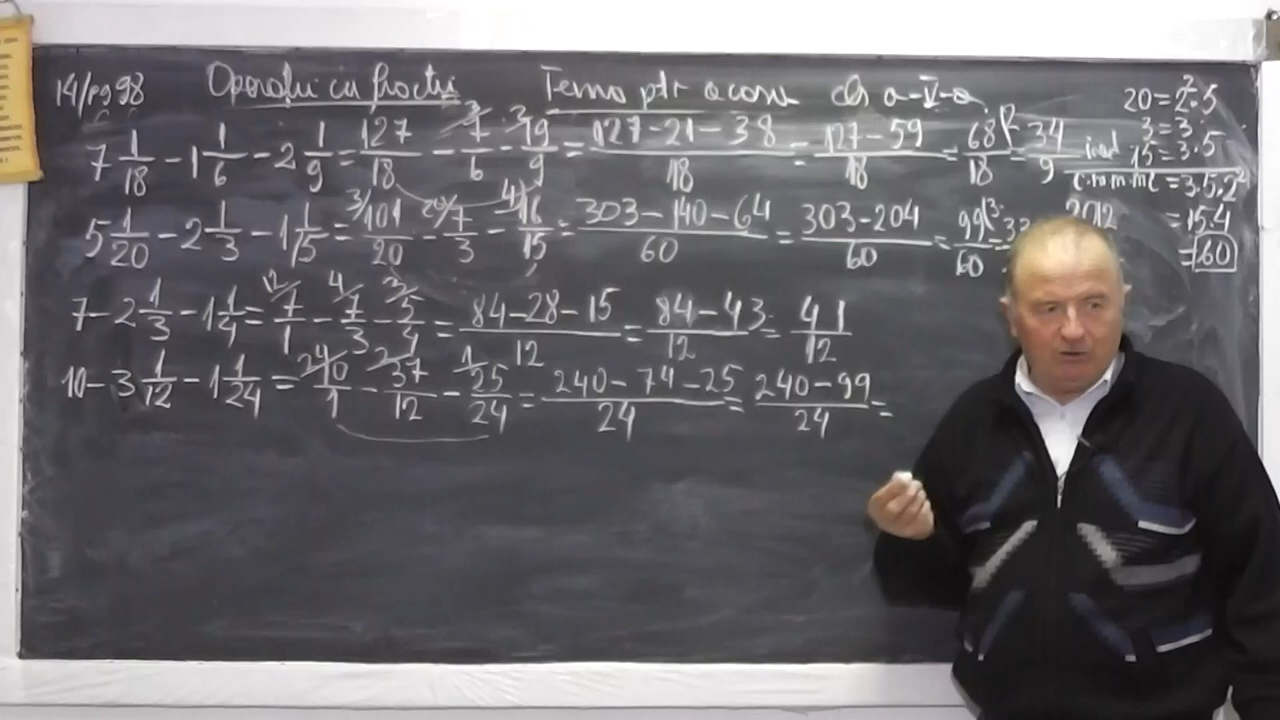 14/pg 98 Operații cu fracții Temă ptr acasă cls a-V-a
7 1/18 - 1 1/6 - 2 1/9 = 127/18 - 7/6 - 19/9 = (127-21-38)/18 = (127-59)/18 = 68/18 = 34/9
5 1/20 - 2 1/3 - 1 1/15 = 101/20 - 7/3 - 16/15 = (303-140-64)/60 = (303-204)/60 = 99/60 =
7 - 2 1/3 - 1 1/4 = 7/1 - 7/3 - 5/4 = (84-28-15)/12 = (84-43)/12 = 41/12
10 - 3 1/12 - 1 1/24 = /1 - 37/12 - 25/24 = (240-74-25)/24 = (240-99)/24 =
20=2².5
3=3
15=3.5
c.m.m.m.c=3.5.2²
=15.4
=60